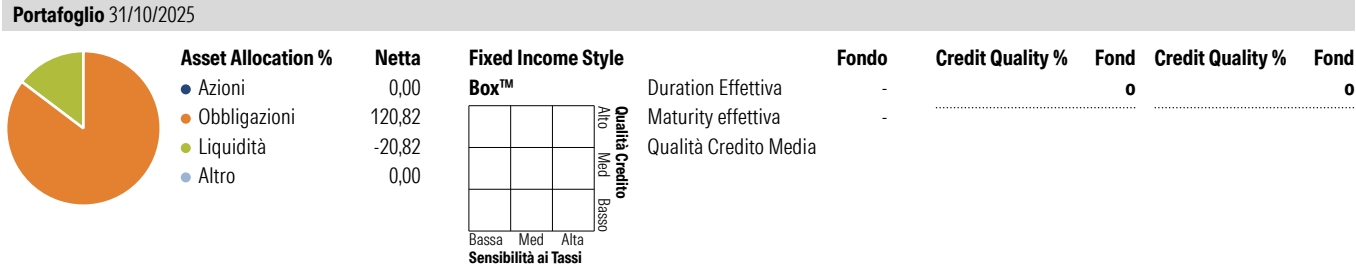 Portafoglio 31/10/2025
Asset Allocation % Netta
Azioni 0,00
Obbligazioni 120,82
Liquidità -20,82
Altro 0,00
Fixed Income Style
Box™
Alto Med Basso
Qualità Credito
Bassa Med Alta
Sensibilità ai Tassi
Fondo
Duration Effettiva -
Maturity effettiva -
Qualità Credito Media
Credit Quality % Fond
o
Credit Quality % Fond
o